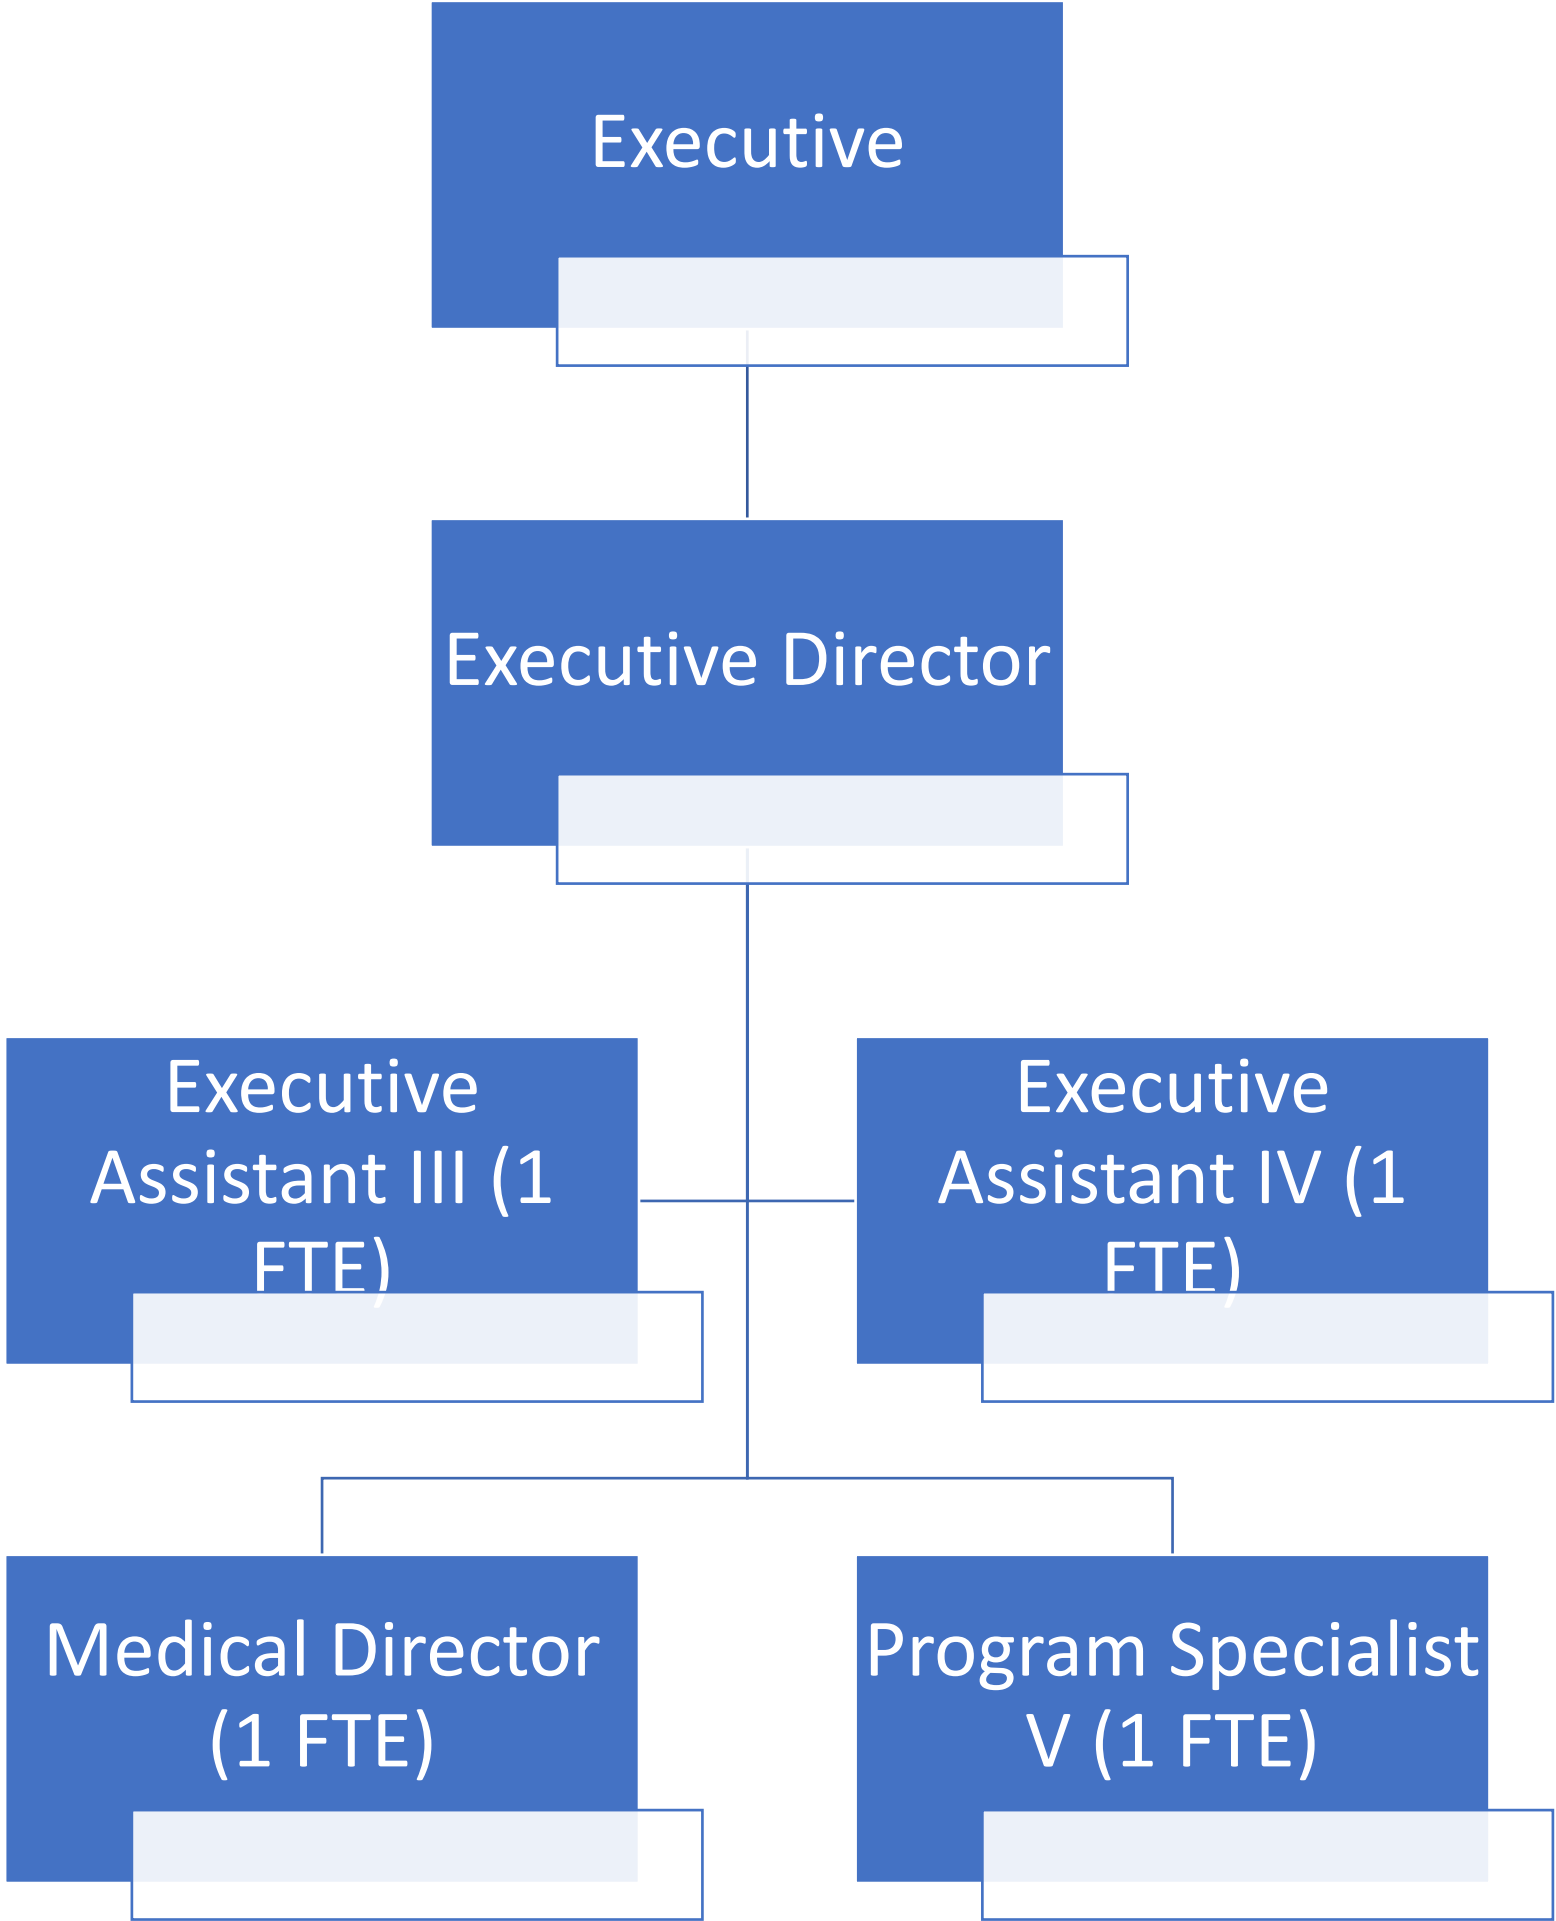 Executive
Executive Director
Executive
Assistant III (1
FTE)
Executive
Assistant IV (1
FTE)
Medical Director
(1 FTE)
Program Specialist
V (1 FTE)